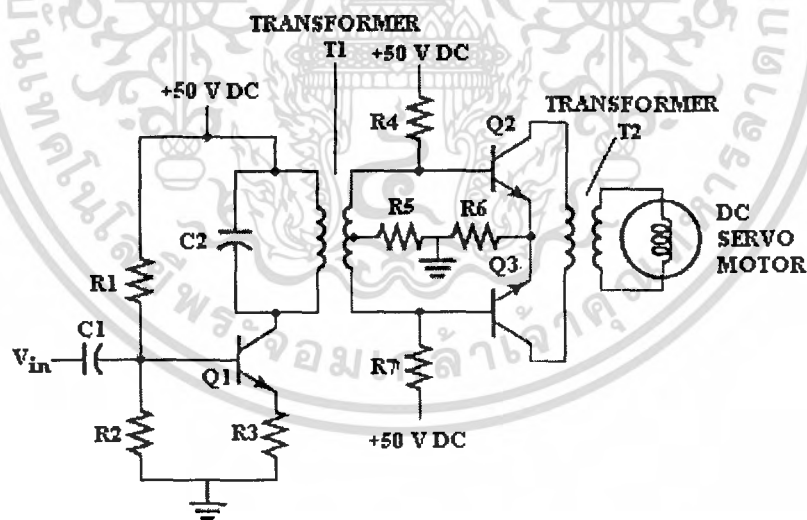 TRANSFORMER
T1
+50 V DC
+50 V DC
TRANSFORMER
T2
R4
Q2
R5
R6
C2
DC
SERVO
MOTOR
R1
Q3
C1
Vin
Q1
R7
R2
R3
+50 V DC